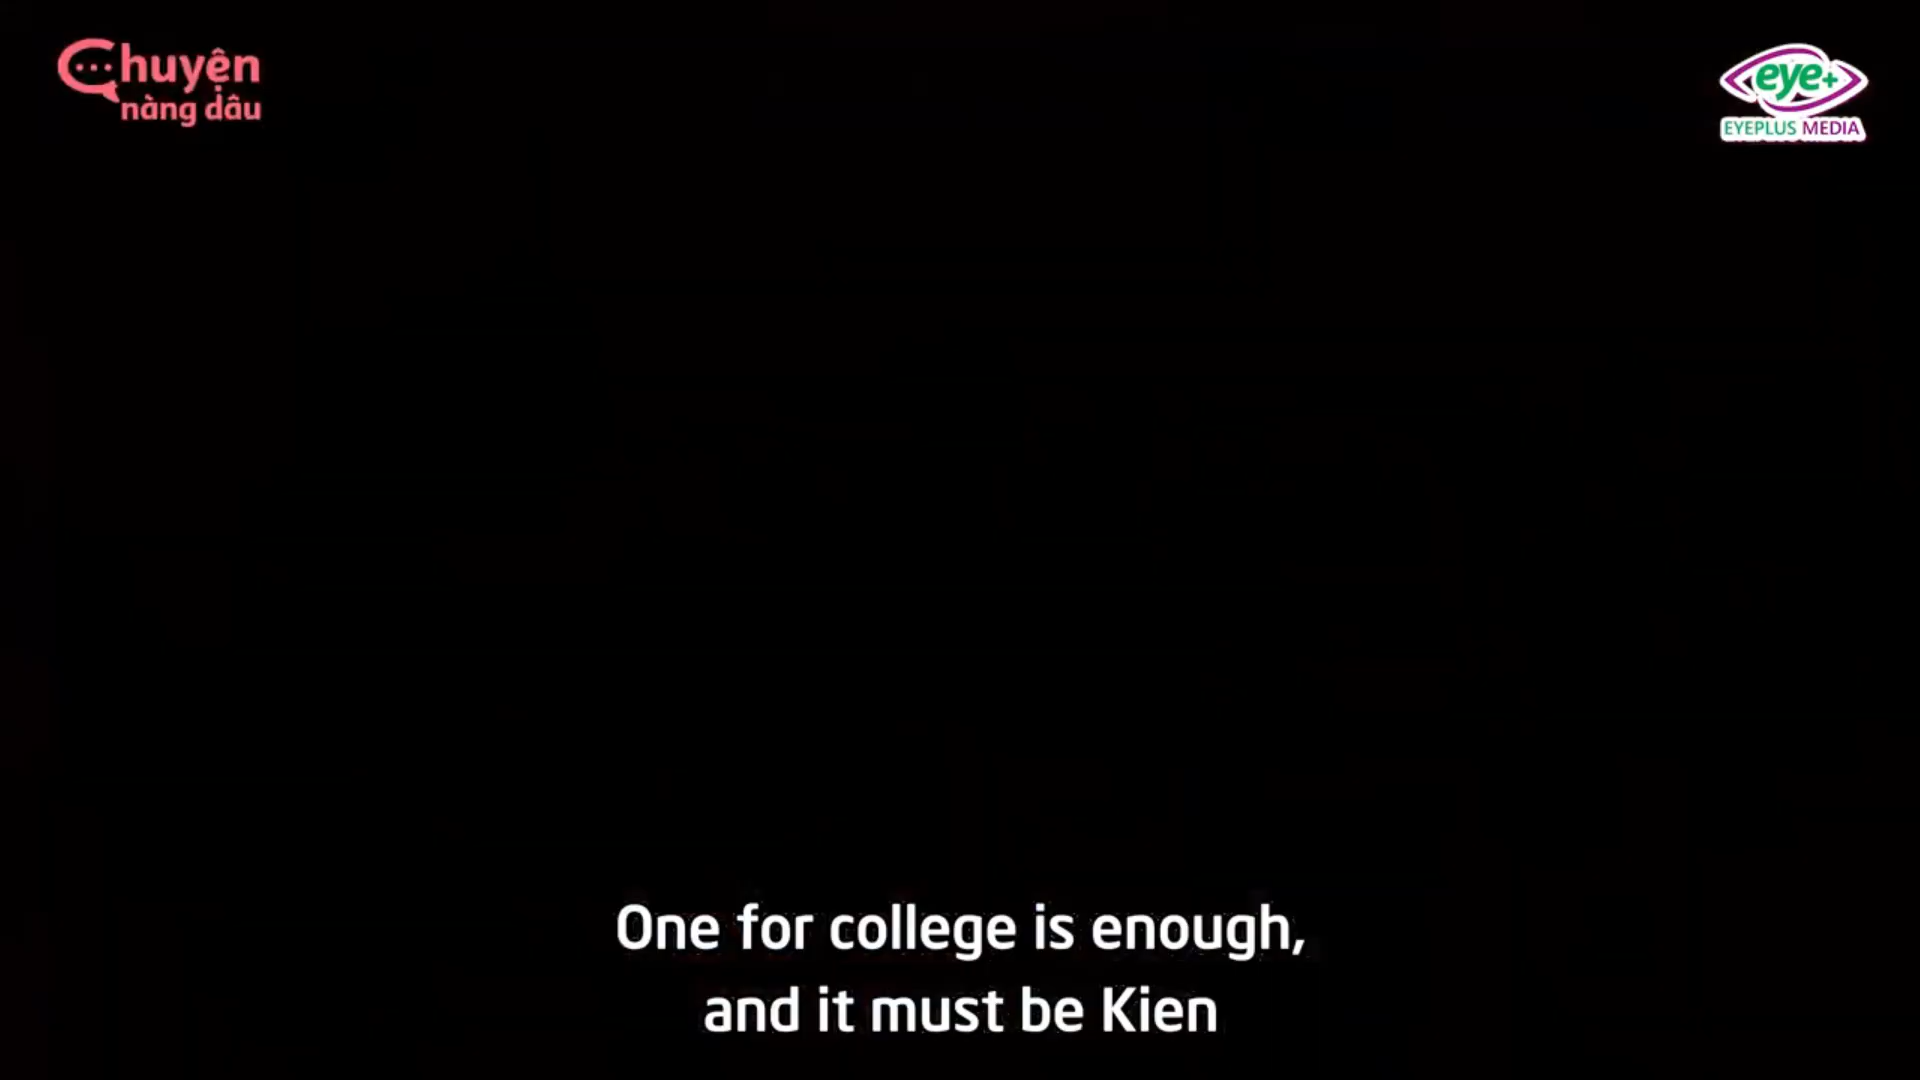 Chuyện
nàng dâu
eye+
EYEPLUS MEDIA
One for college is enough,
and it must be Kien